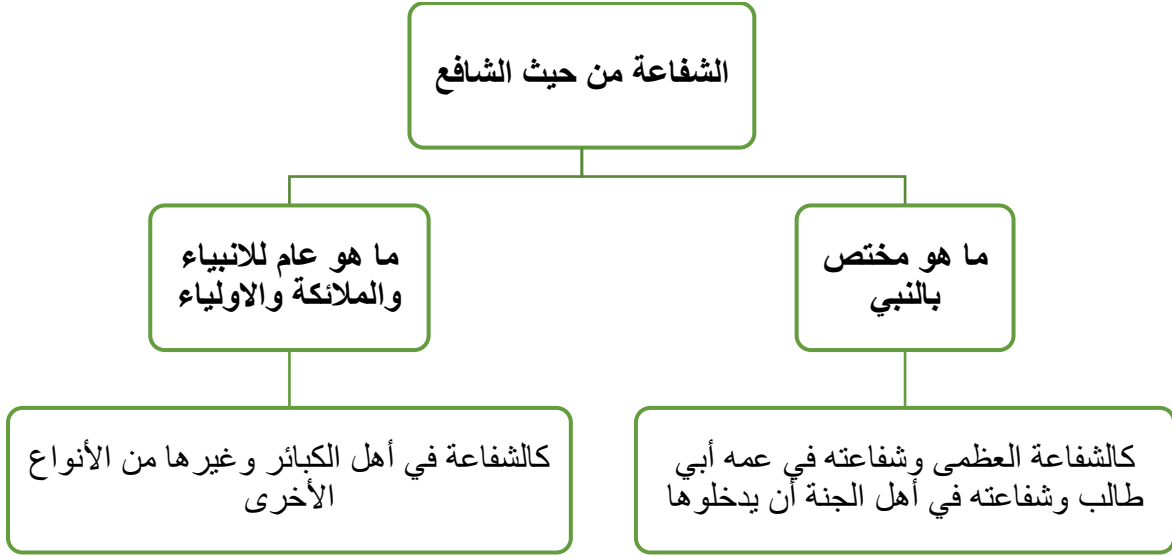 الشفاعة من حيث الشافع
ما هو مختص
بالنبي
ما هو عام للانبياء
والملائكة والاولياء
كالشفاعة العظمى وشفاعته في عمه أبي
طالب وشفاعته في أهل الجنة أن يدخلوها
كالشفاعة في أهل الكبائر وغيرها من الأنواع
الأخرى